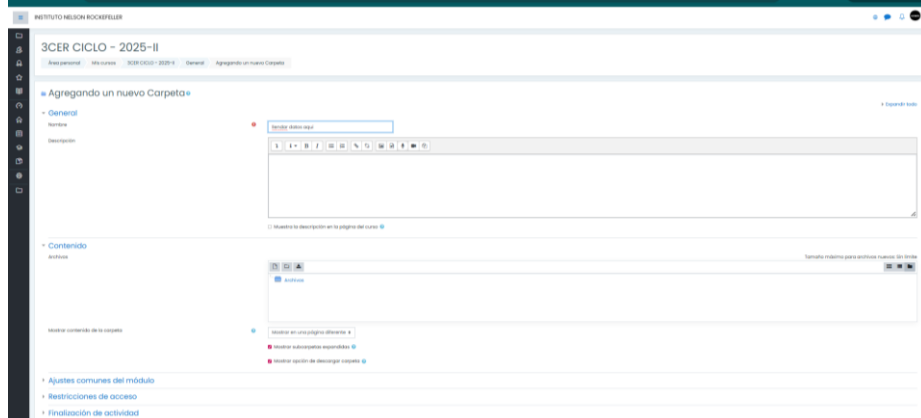 INSTITUTO NELSON ROCKEFELLER
3CER CICLO - 2025-II
Área personal Mis cursos 3CER CICLO - 2025-II General Agregando un nuevo Carpeta
Agregando un nuevo Carpeta
Expandir todo
General
Nombre
Descripción
Muestra la descripción en la página del curso
Contenido
Archivos
Tamaño máximo para archivos nuevos: Sin límite
Archivos
Mostrar contenido de la carpeta
Mostrar en una página diferente
Mostrar subcarpetas expandidas
Mostrar opción de descargar carpeta
Ajustes comunes del módulo
Restricciones de acceso
Finalización de actividad